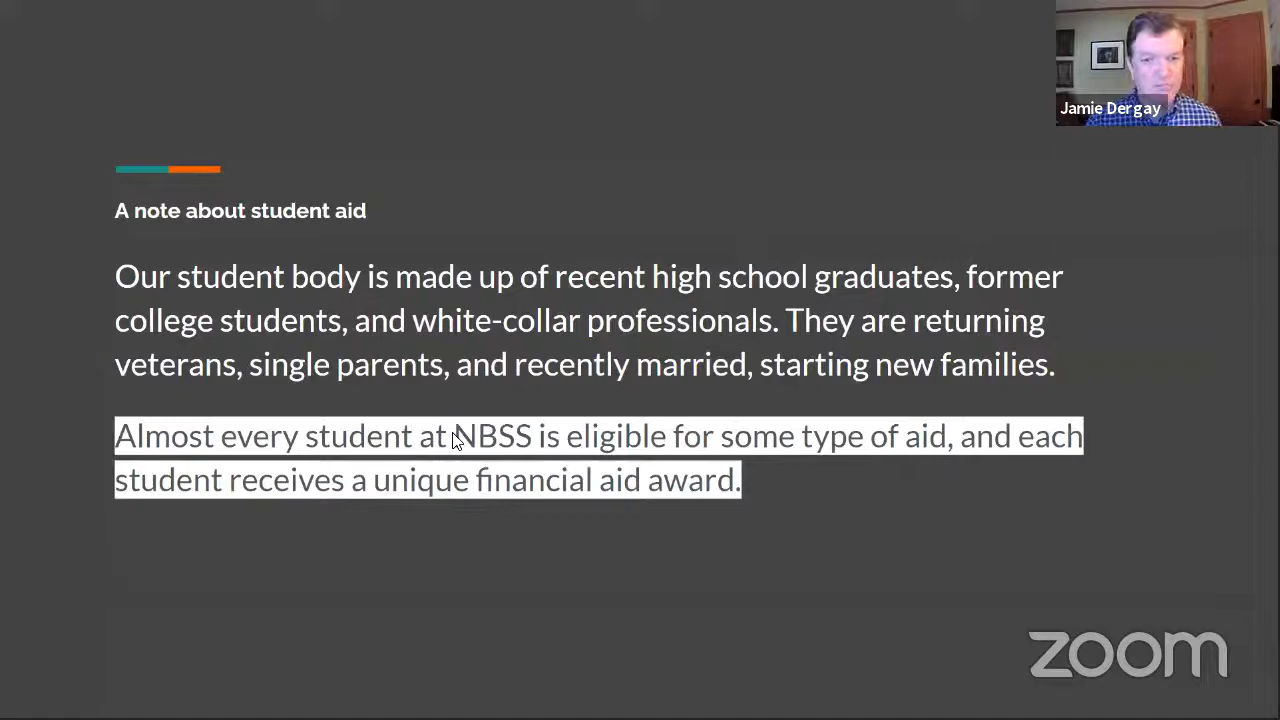 Jamie Dergay
A note about student aid
Our student body is made up of recent high school graduates, former
college students, and white-collar professionals. They are returning
veterans, single parents, and recently married, starting new families.
Almost every student at NBSS is eligible for some type of aid, and each
student receives a unique financial aid award.
zoom